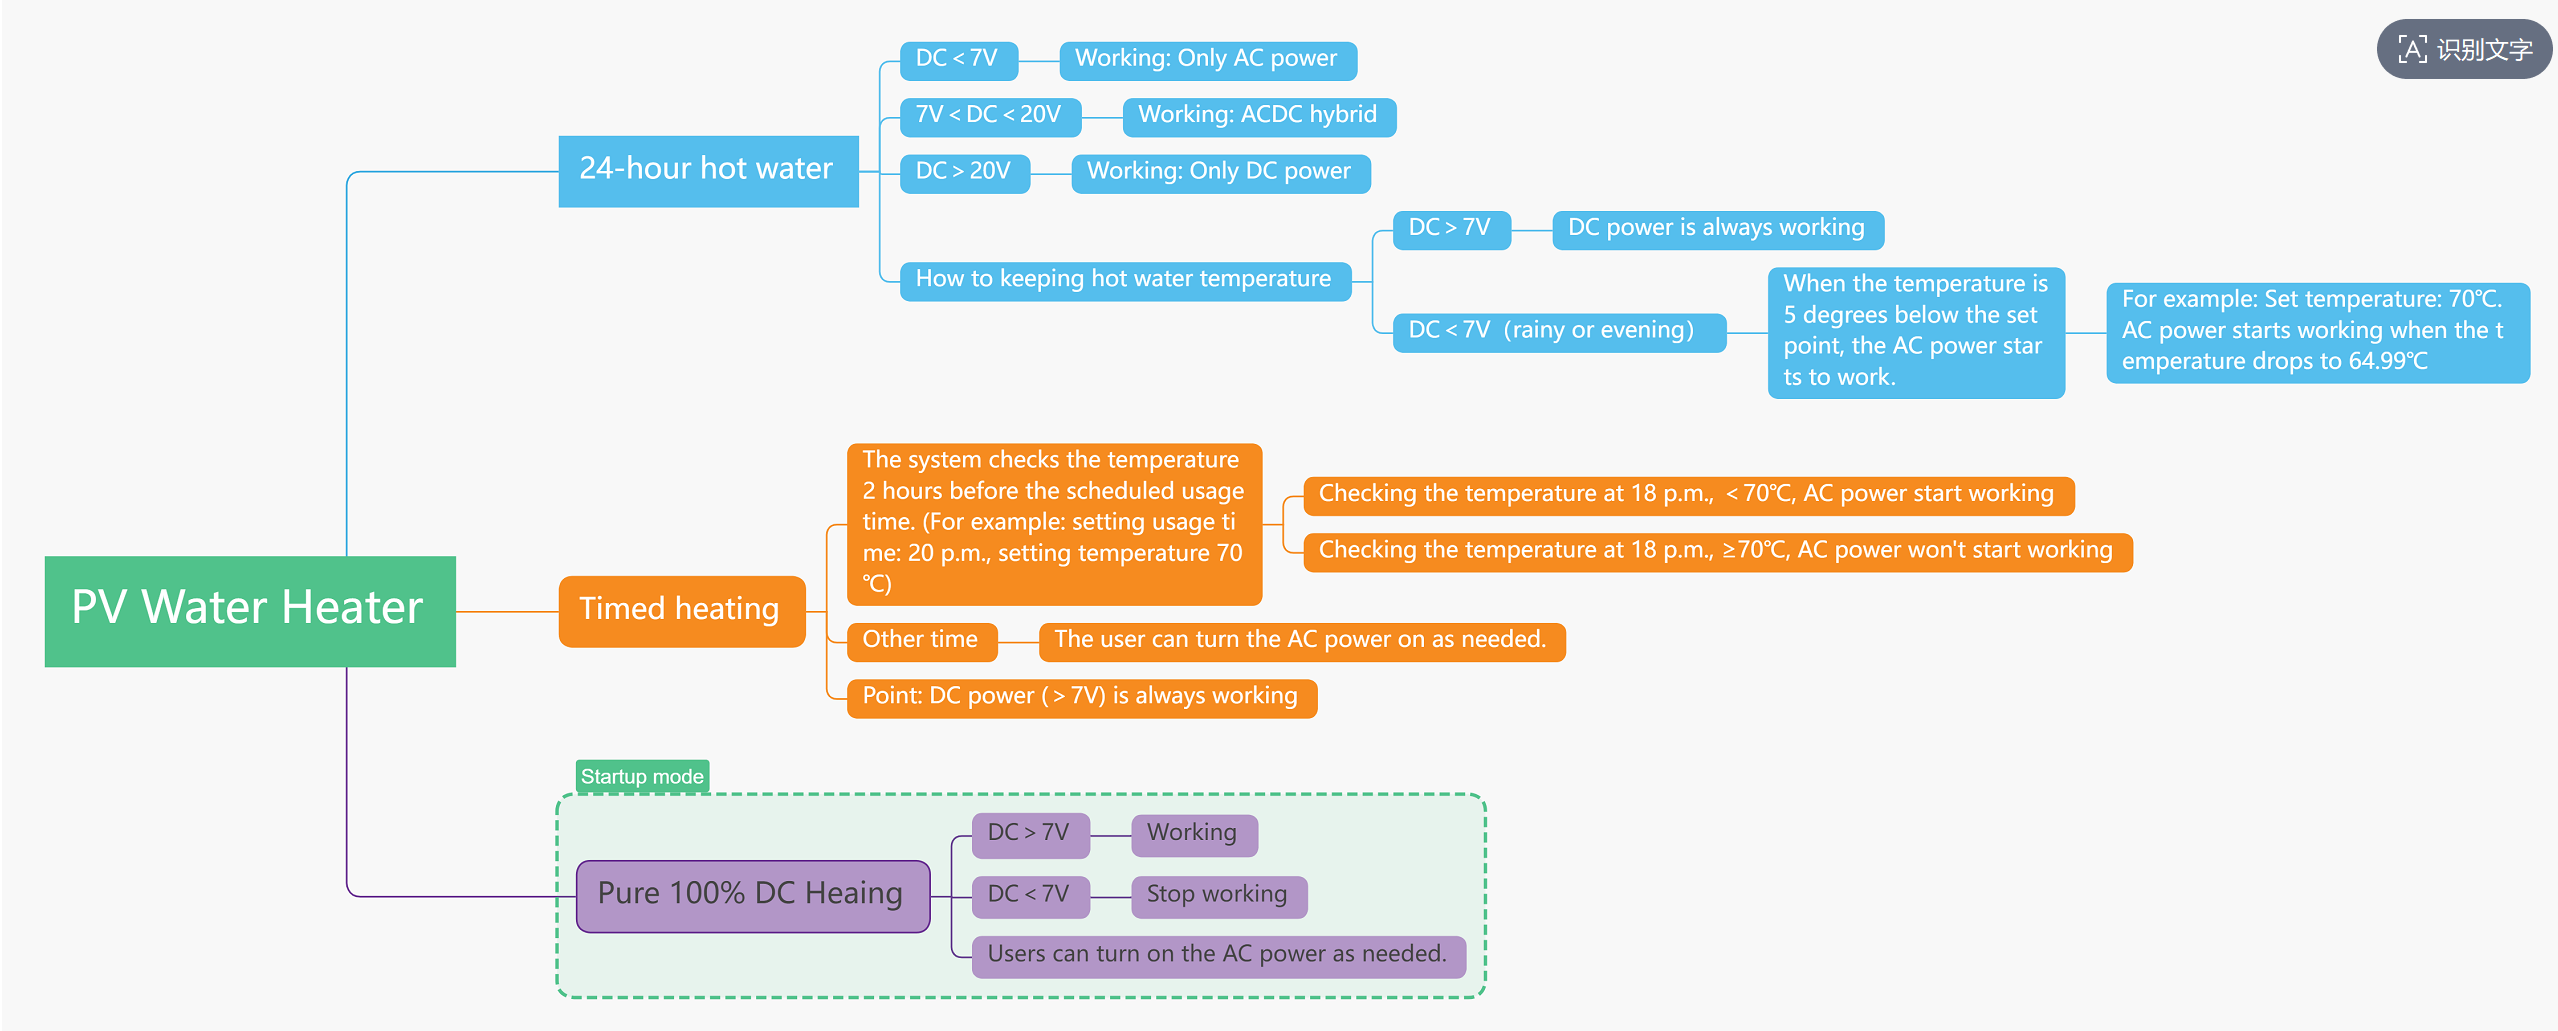 识别文字
DC＜7V
Working: Only AC power
7V＜DC＜20V
Working: ACDC hybrid
24-hour hot water
DC＞20V
Working: Only DC power
DC＞7V
DC power is always working
How to keeping hot water temperature
DC＜7V（rainy or evening）
When the temperature is
5 degrees below the set
point, the AC power star
ts to work.
For example: Set temperature: 70℃.
AC power starts working when the t
emperature drops to 64.99℃
The system checks the temperature
2 hours before the scheduled usage
time. (For example: setting usage ti
me: 20 p.m., setting temperature 70
℃)
Checking the temperature at 18 p.m., ＜70℃, AC power start working
Checking the temperature at 18 p.m., ≥70℃, AC power won't start working
PV Water Heater
Timed heating
Other time
The user can turn the AC power on as needed.
Point: DC power (＞7V) is always working
Startup mode
DC＞7V
Working
Pure 100% DC Heaing
DC＜7V
Stop working
Users can turn on the AC power as needed.